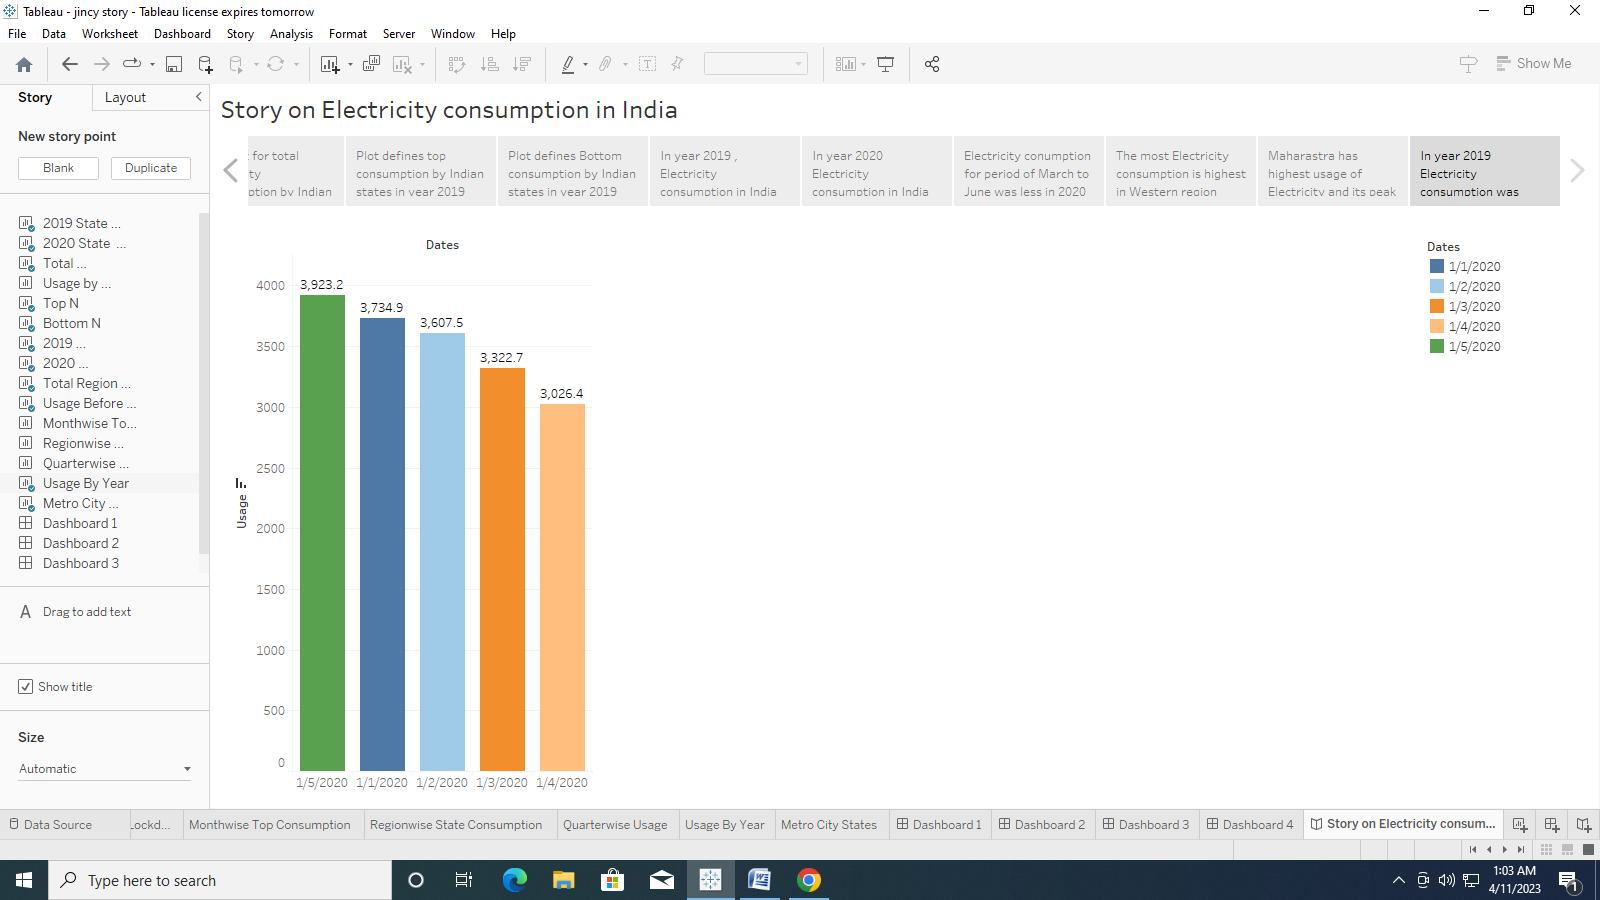 Tableau - jincy story - Tableau license expires tomorrow
File Data Worksheet Dashboard Story Analysis Format Server Window Help
Show Me
Story Layout
New story point
Blank Duplicate
2019 State ...
2020 State ...
Total ...
Usage by ...
Top N
Bottom N
2019 ...
2020 ...
Total Region ...
Usage Before ...
Monthwise To...
Regionwise ...
Quarterwise ...
Usage By Year
Metro City ...
Dashboard 1
Dashboard 2
Dashboard 3
A Drag to add text
Show title
Size
Automatic
Story on Electricity consumption in India
for total
ty
ption by Indian
Plot defines top
consumption by Indian
states in year 2019
Plot defines Bottom
consumption by Indian
states in year 2019
In year 2019 ,
Electricity
consumption in India
In year 2020
Electricity
consumption in India
Electricity conumption
for period of March to
June was less in 2020
The most Electricity
consumption is highest
in Western region
Maharastra has
highest usage of
Electricity and its peak
In year 2019
Electricity
consumption was
Dates
4000
3500
3000
2500
2000
1500
1000
500
0
Usage
3,923.2
3,734.9
3,607.5
3,322.7
3,026.4
1/5/2020 1/1/2020 1/2/2020 1/3/2020 1/4/2020
Dates
1/1/2020
1/2/2020
1/3/2020
1/4/2020
1/5/2020
Data Source Lockd... Monthwise Top Consumption Regionwise State Consumption Quarterwise Usage Usage By Year Metro City States Dashboard 1 Dashboard 2 Dashboard 3 Dashboard 4 Story on Electricity consum...
Type here to search
1:03 AM
4/11/2023
1